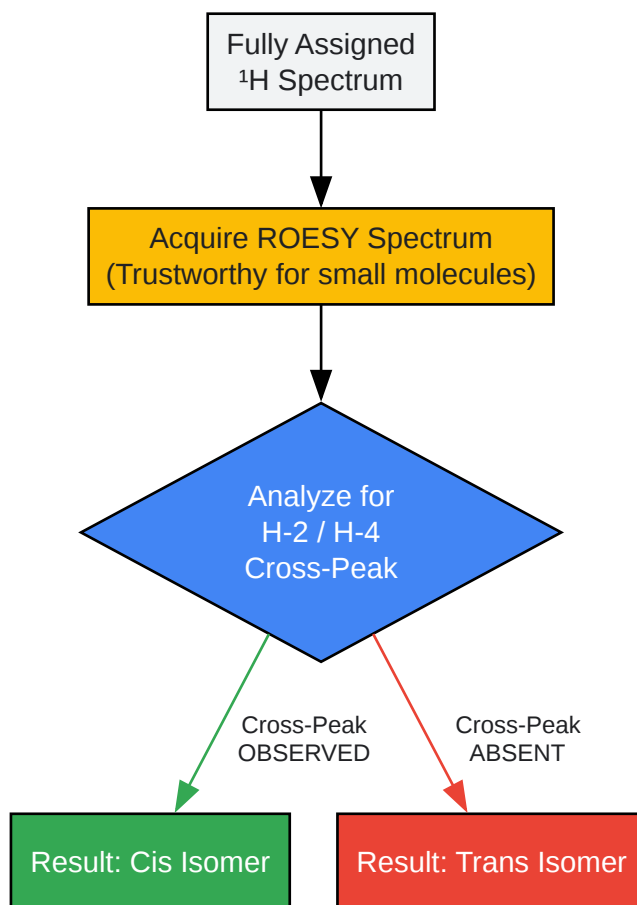 Fully Assigned
¹H Spectrum
Acquire ROESY Spectrum
(Trustworthy for small molecules)
Analyze for
H-2 / H-4
Cross-Peak
Cross-Peak
OBSERVED
Cross-Peak
ABSENT
Result: Cis Isomer
Result: Trans Isomer